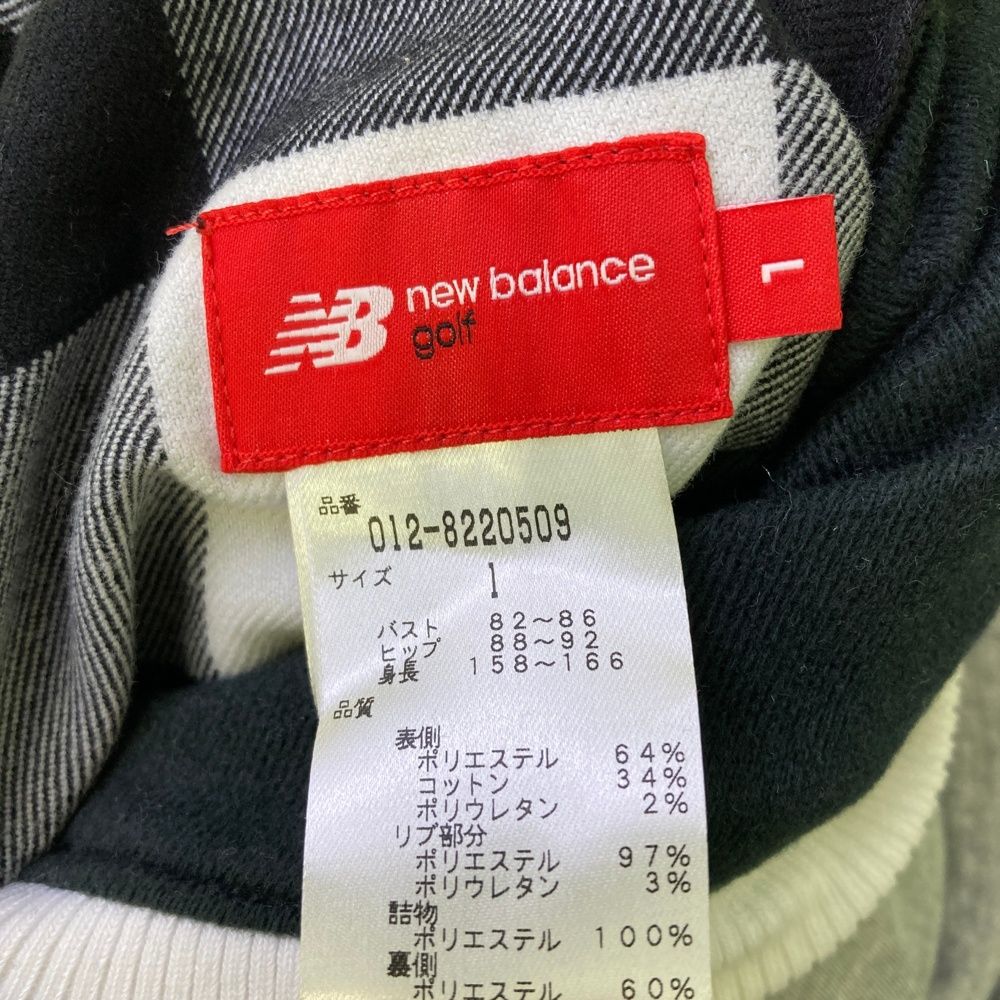 NB new balance
golf
1
品番
012-8220509
サイズ 1
バスト 82～86
ヒップ 88～92
身長 158～166
品質
表側
ポリエステル 64%
コットン 34%
ポリウレタン 2%
リブ部分
ポリエステル 97%
ポリウレタン 3%
詰物
ポリエステル 100%
裏側
ポリエステル 60%